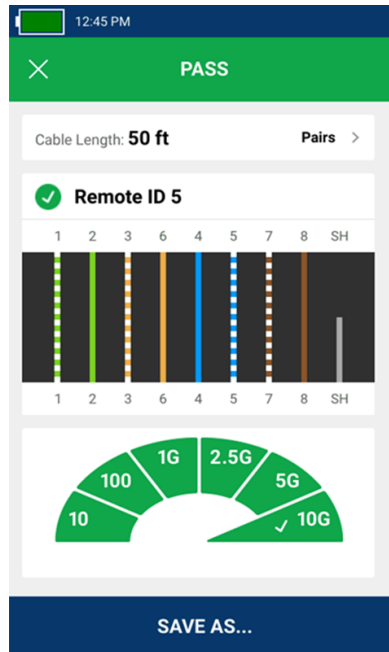 12:45 PM
PASS
Cable Length: 50 ft Pairs >
Remote ID 5
1 2 3 6 4 5 7 8 SH
1 2 3 6 4 5 7 8 SH
10 100 1G 2.5G 5G 10G
SAVE AS...